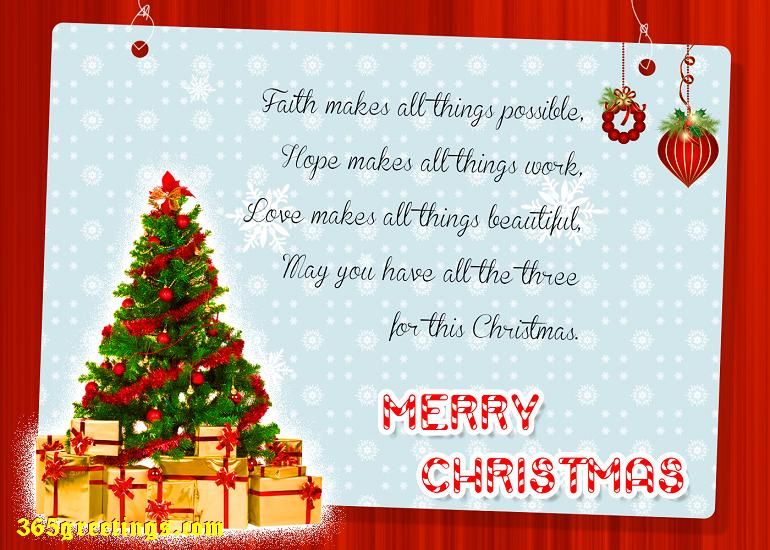 Faith makes all things possible,
Hope makes all things work,
Love makes all things beautiful,
May you have all the three
for this Christmas.
MERRY
CHRISTMAS
365greetings.com